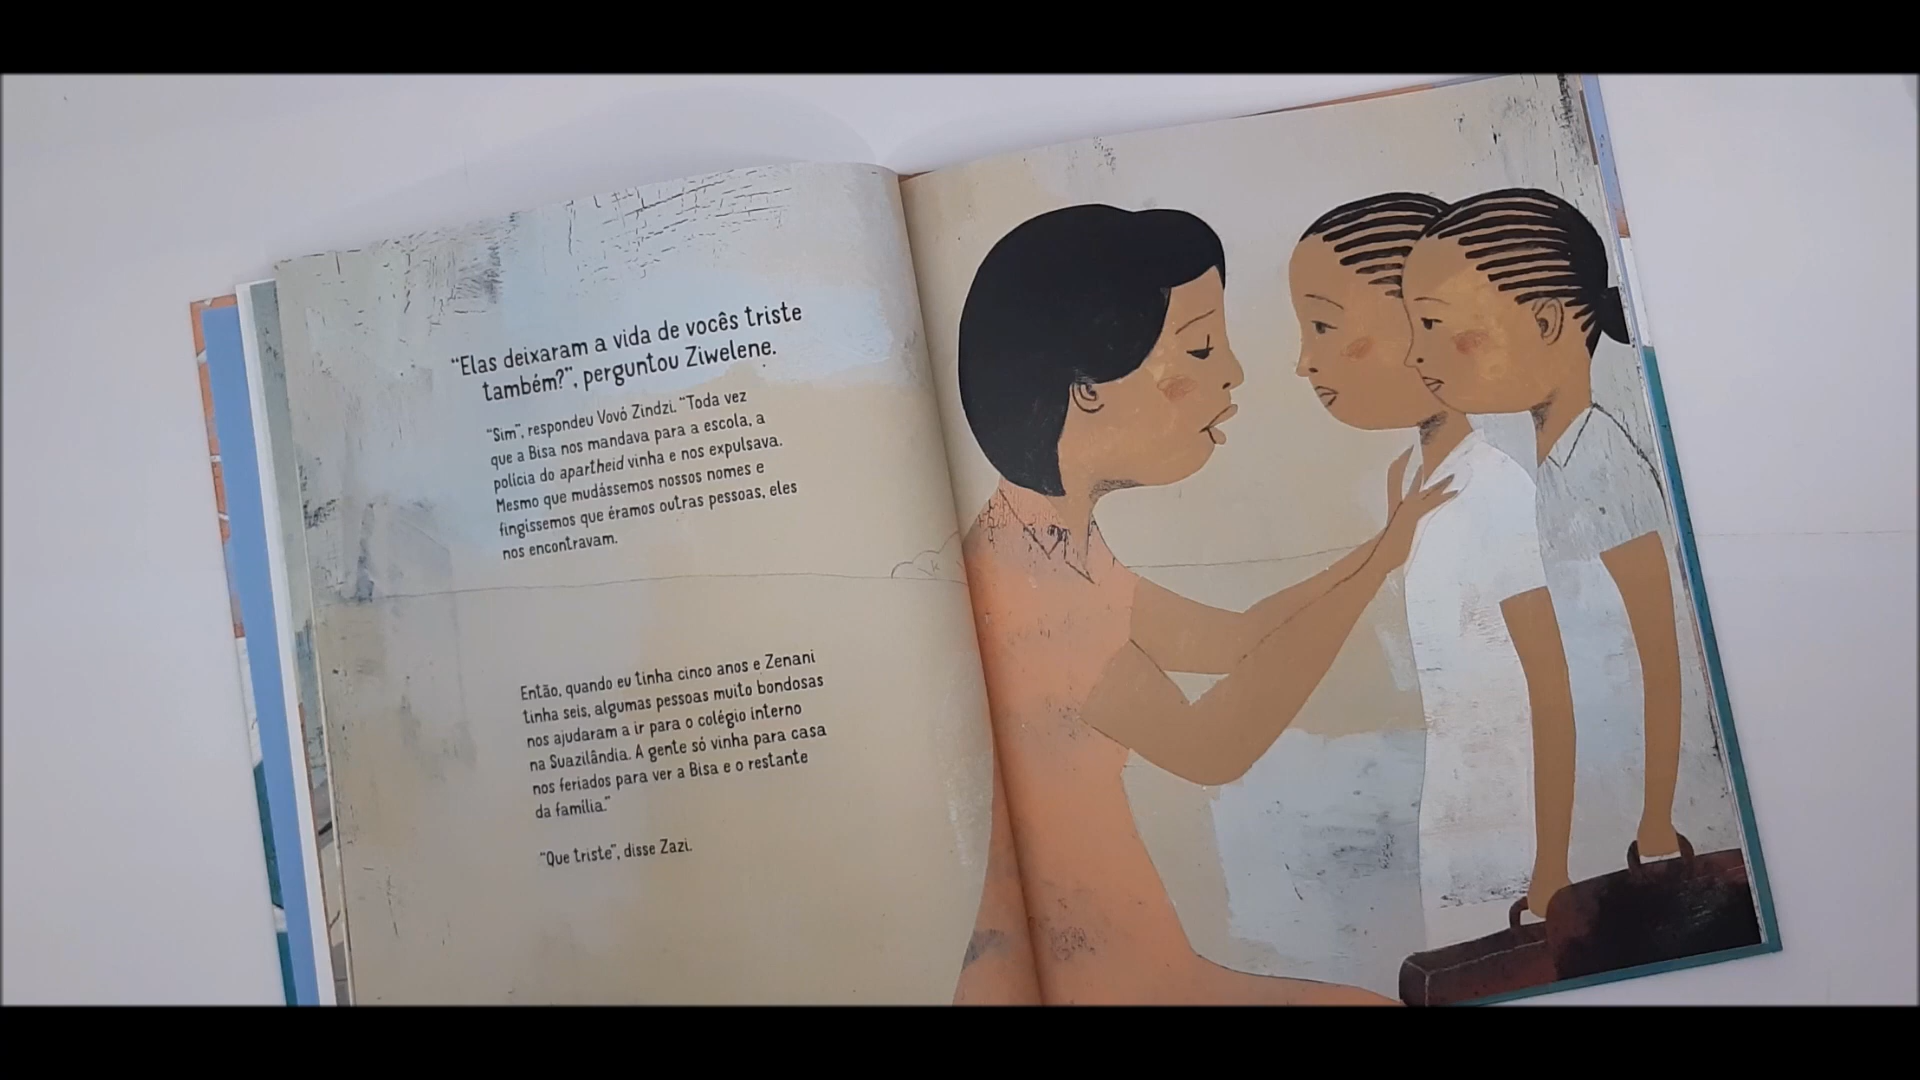 “Elas deixaram a vida de vocês triste
também?”, perguntou Ziwelene.
“Sim”, respondeu Vovó Zindzi. “Toda vez
que a Bisa nos mandava para a escola, a
polícia do apartheid vinha e nos expulsava.
Mesmo que mudássemos nossos nomes e
fingíssemos que éramos outras pessoas, eles
nos encontravam.
Então, quando eu tinha cinco anos e Zenani
tinha seis, algumas pessoas muito bondosas
nos ajudaram a ir para o colégio interno
na Suazilândia. A gente só vinha para casa
nos feriados para ver a Bisa e o restante
da família.”
“Que triste”, disse Zazi.